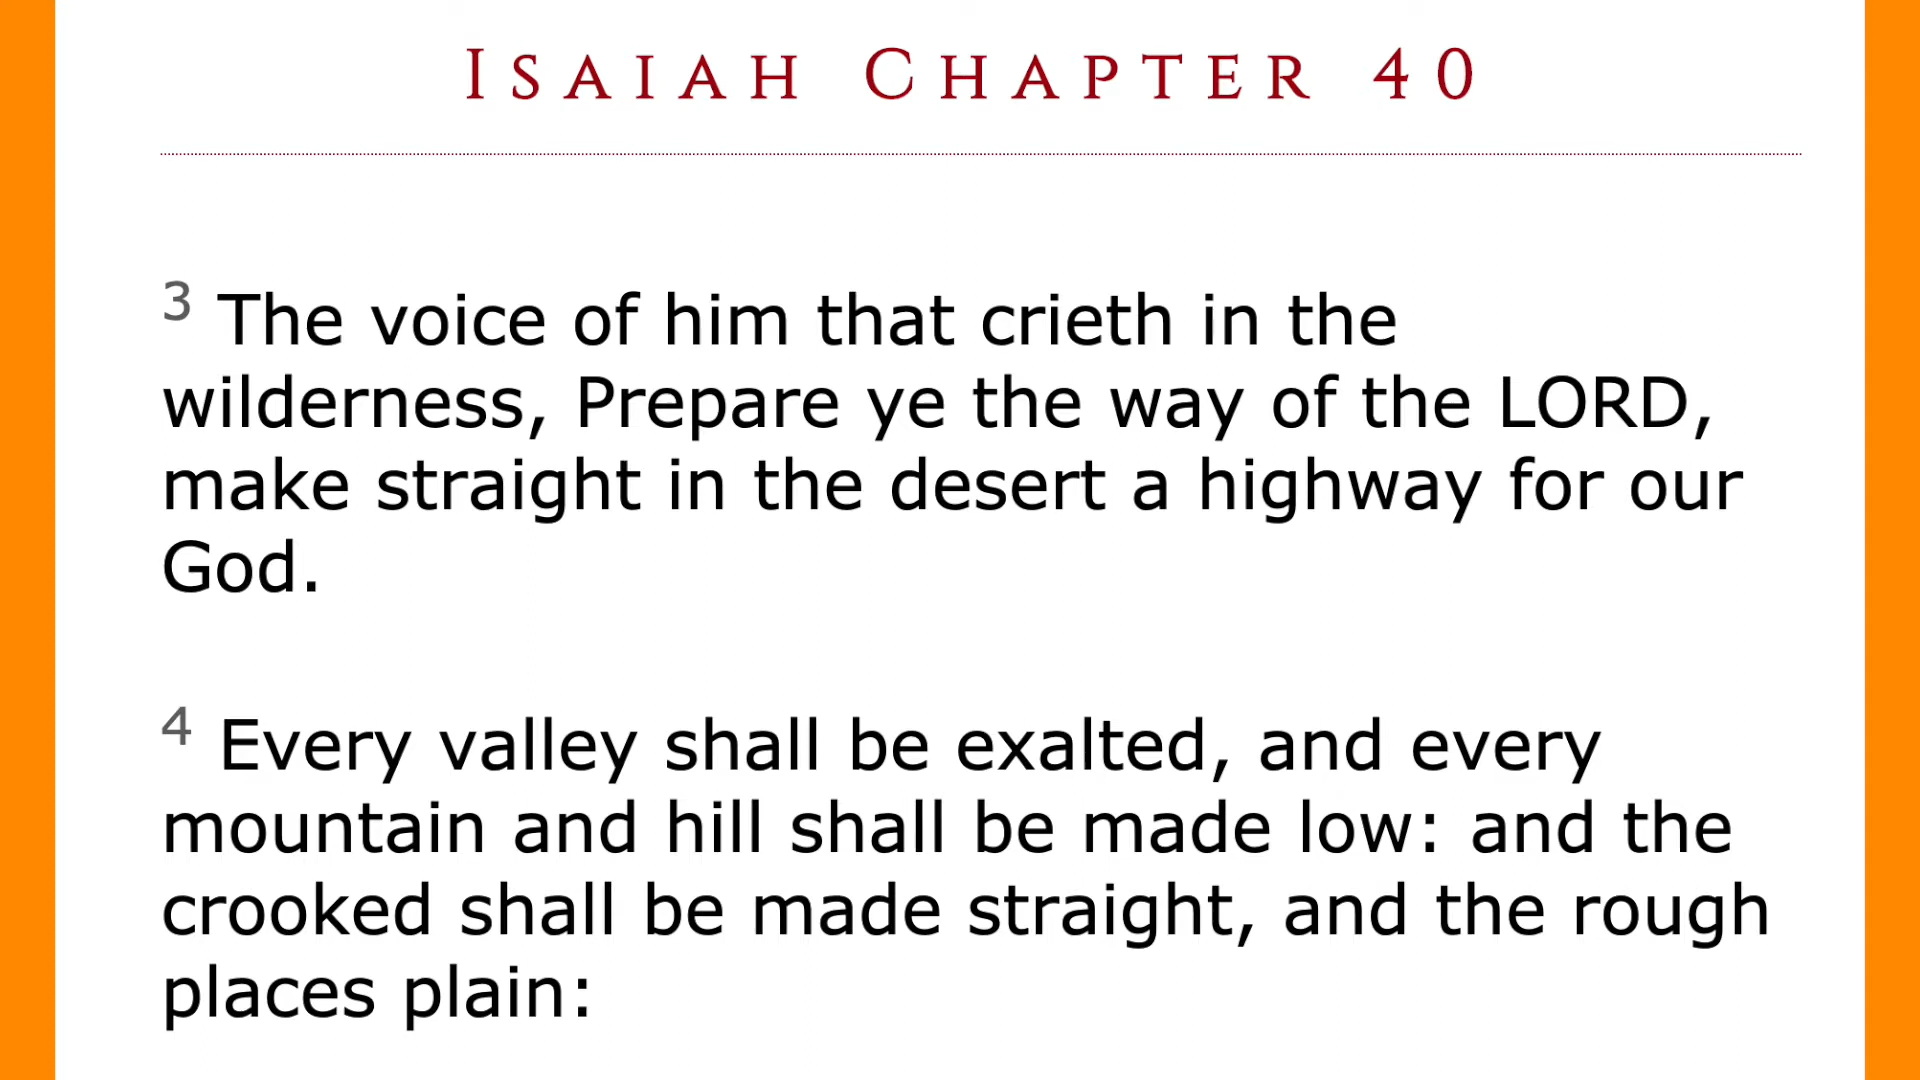 Isaiah Chapter 40
3 The voice of him that crieth in the
wilderness, Prepare ye the way of the LORD,
make straight in the desert a highway for our
God.
4 Every valley shall be exalted, and every
mountain and hill shall be made low: and the
crooked shall be made straight, and the rough
places plain: